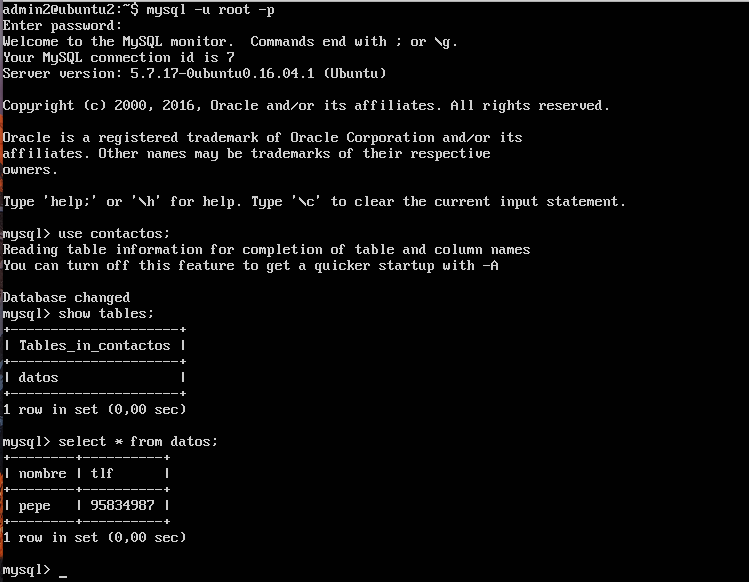 admin2@ubuntu2:~$ mysql -u root -p
Enter password:
Welcome to the MySQL monitor.  Commands end with ; or \g.
Your MySQL connection id is 7
Server version: 5.7.17-0ubuntu0.16.04.1 (Ubuntu)

Copyright (c) 2000, 2016, Oracle and/or its affiliates. All rights reserved.

Oracle is a registered trademark of Oracle Corporation and/or its
affiliates. Other names may be trademarks of their respective
owners.

Type 'help;' or '\h' for help. Type '\c' to clear the current input statement.

mysql> use contactos;
Reading table information for completion of table and column names
You can turn off this feature to get a quicker startup with -A

Database changed
mysql> show tables;
+---------------------+
| Tables_in_contactos |
+---------------------+
| datos               |
+---------------------+
1 row in set (0,00 sec)

mysql> select * from datos;
+--------+----------+
| nombre | tlf      |
+--------+----------+
| pepe   | 95834987 |
+--------+----------+
1 row in set (0,00 sec)

mysql> _